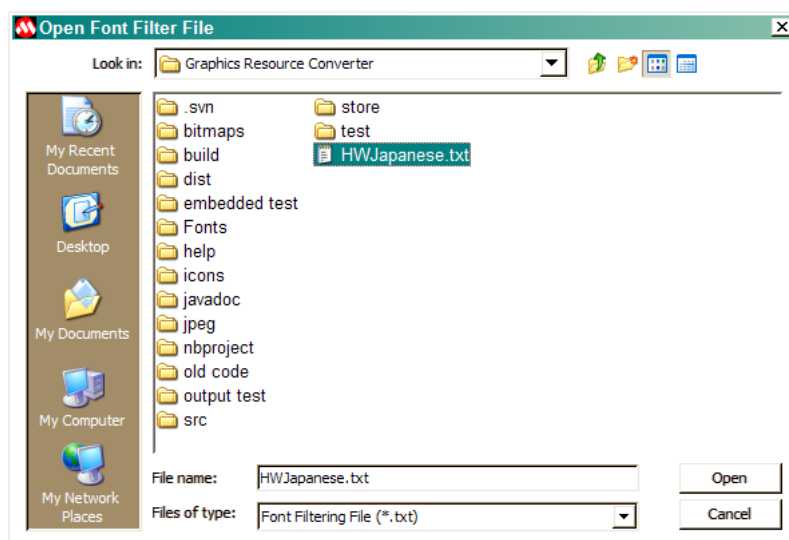 Open Font Filter File
Look in: Graphics Resource Converter
My Recent
Documents
Desktop
My Documents
My Computer
My Network
Places
.svn
bitmaps
build
dist
embedded test
Fonts
help
icons
javadoc
jpeg
nbproject
old code
output test
src
store
test
HWJapanese.txt
File name: HWJapanese.txt Open
Files of type: Font Filtering File (*.txt) Cancel